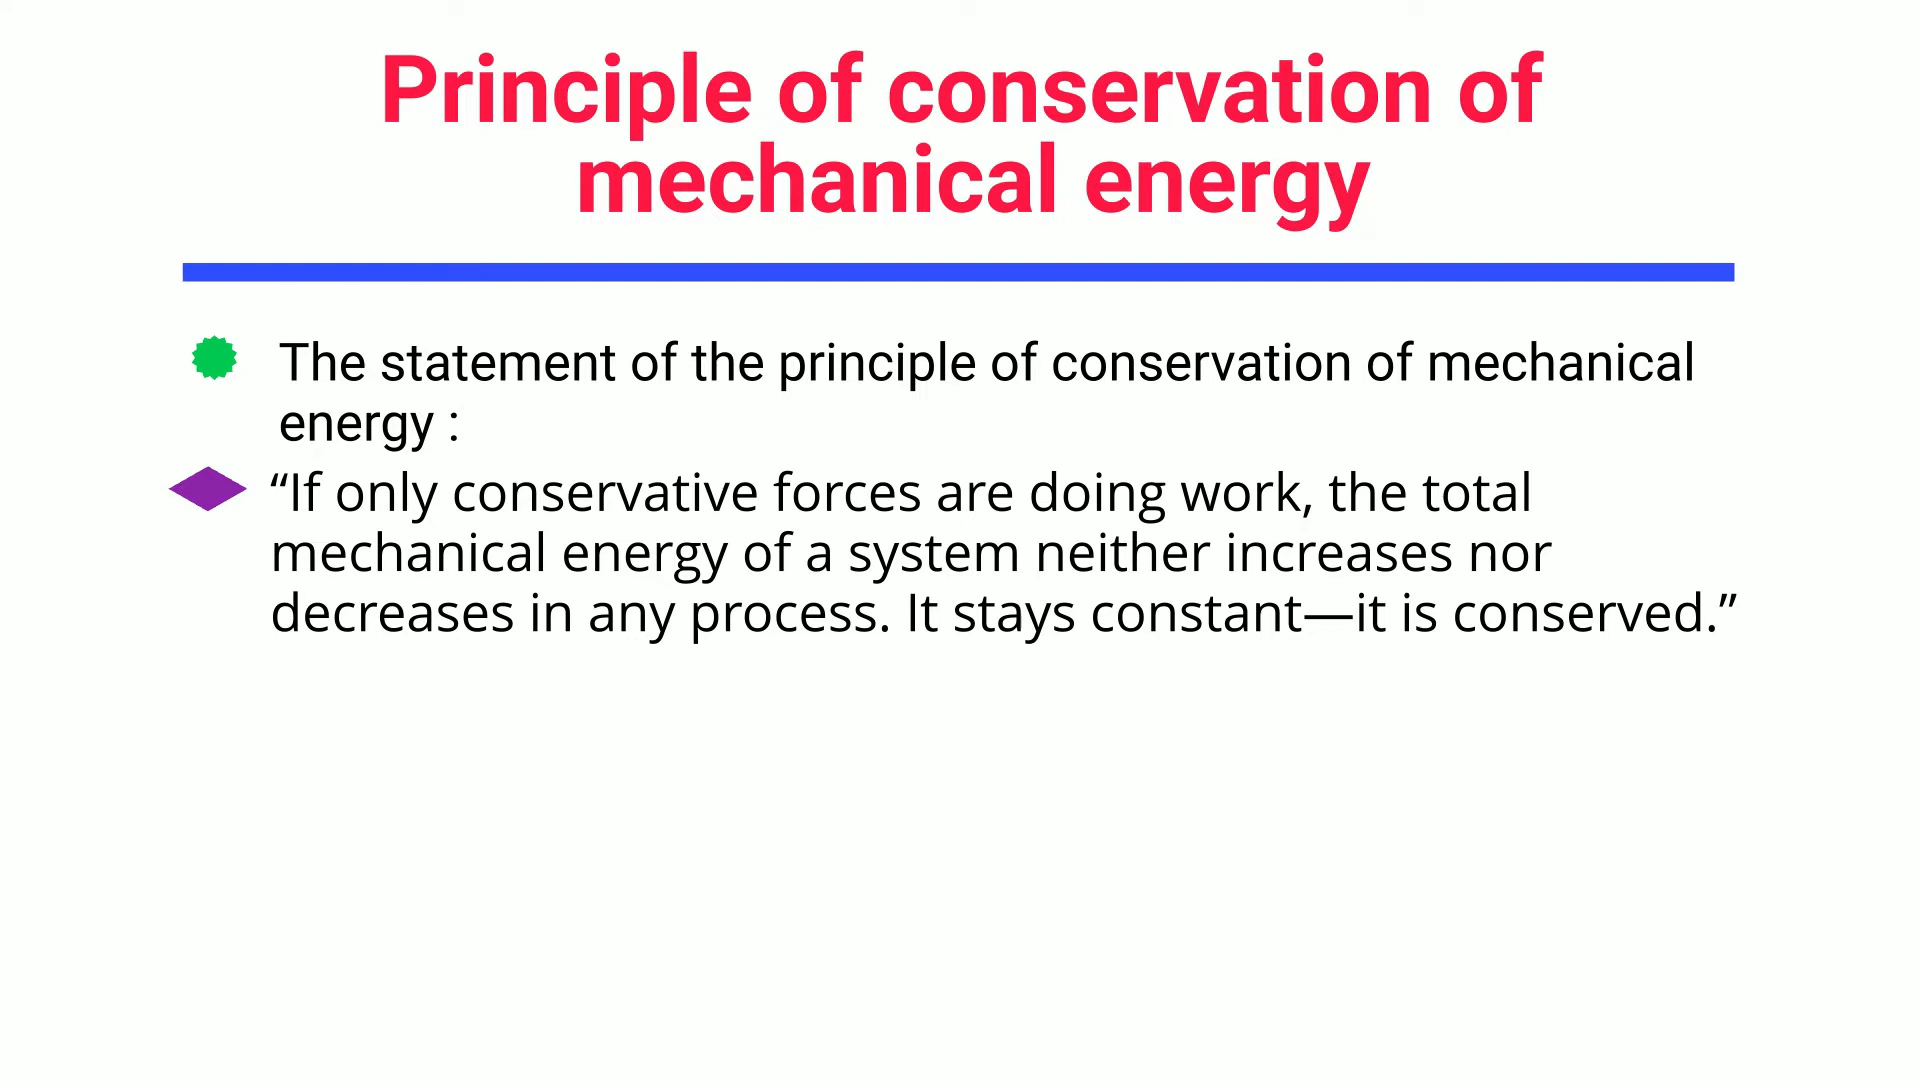 Principle of conservation of
mechanical energy
The statement of the principle of conservation of mechanical
energy :
“If only conservative forces are doing work, the total
mechanical energy of a system neither increases nor
decreases in any process. It stays constant—it is conserved.”